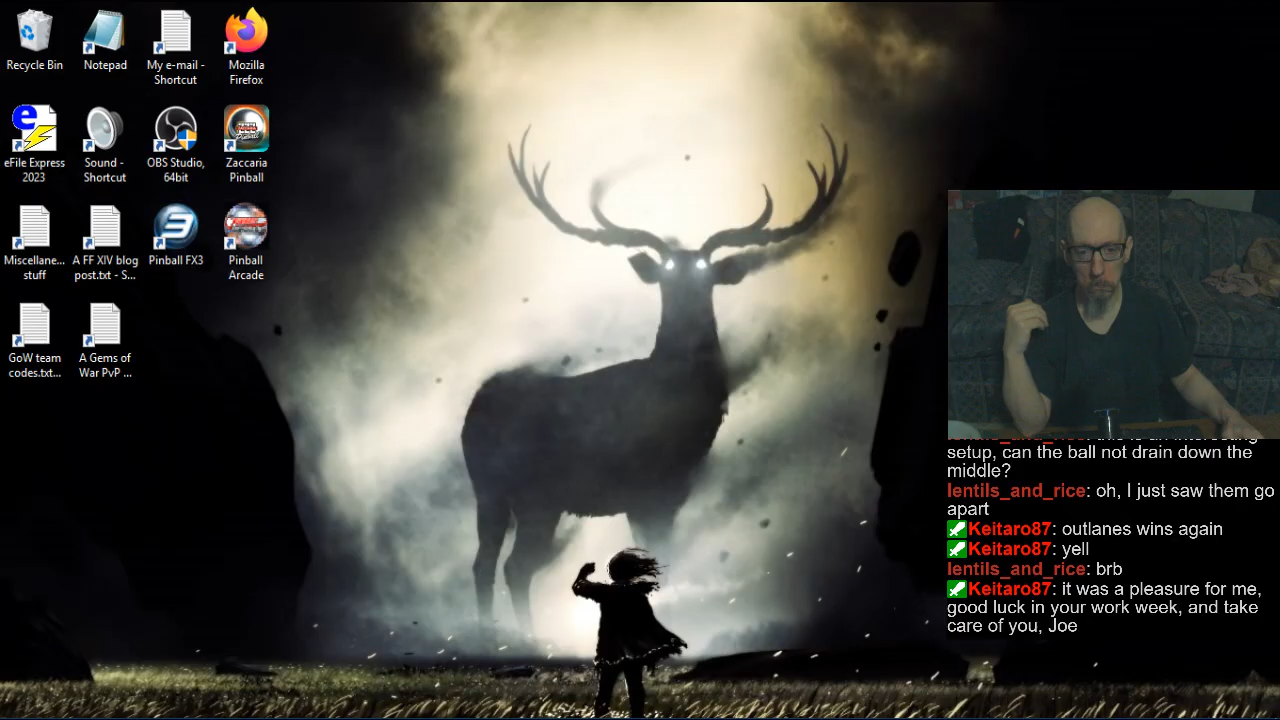 Recycle Bin
Notepad
My e-mail -
Shortcut
Mozilla
Firefox
eFile Express
2023
Sound -
Shortcut
OBS Studio,
64bit
Zaccaria
Pinball
Miscellane...
stuff
A FF XIV blog
post.txt - S...
Pinball FX3
Pinball
Arcade
GoW team
codes.txt...
A Gems of
War PvP ...
setup, can the ball not drain down the
middle?
lentils_and_rice: oh, I just saw them go
apart
Keitaro87: outlanes wins again
Keitaro87: yell
lentils_and_rice: brb
Keitaro87: it was a pleasure for me,
good luck in your work week, and take
care of you, Joe